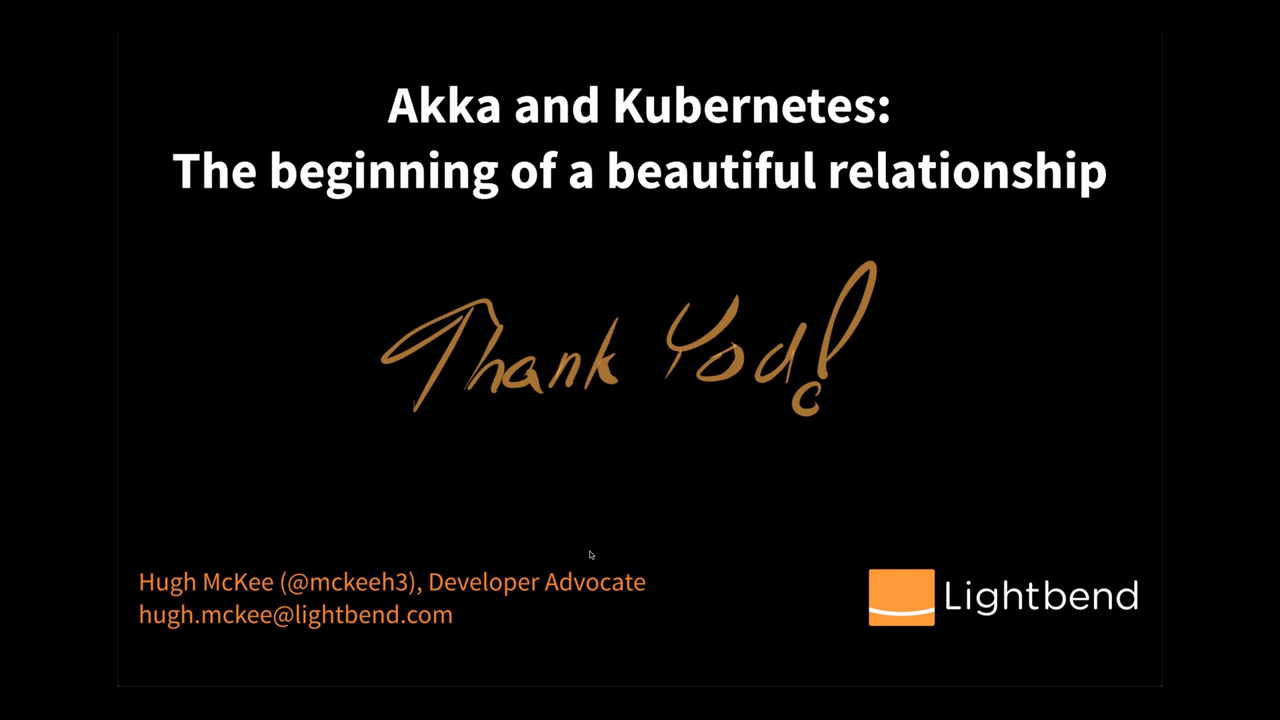 Akka and Kubernetes:
The beginning of a beautiful relationship
Thank You!
Hugh McKee (@mckeeh3), Developer Advocate
hugh.mckee@lightbend.com
Lightbend